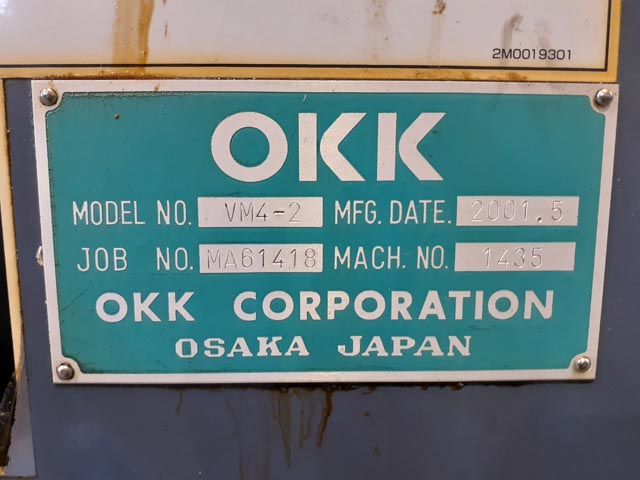 2M0019301
OKK
MODEL NO. VM4-2 MFG. DATE. 2001.5
JOB NO. MA61418 MACH. NO. 1435
OKK CORPORATION
OSAKA JAPAN